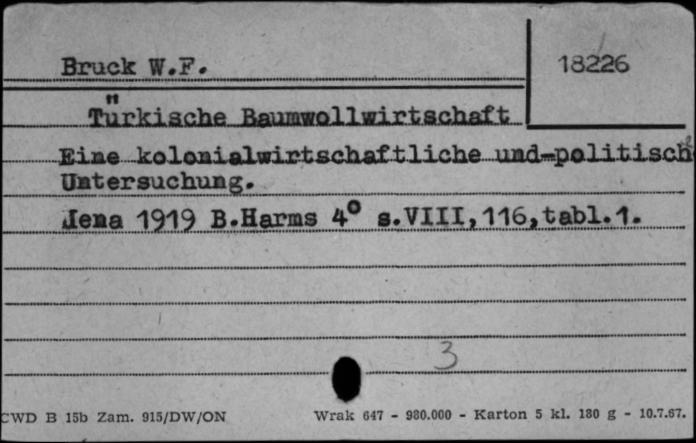 Bruck W.F.
18226
Türkische Baumwollwirtschaft
Eine kolonialwirtschaftliche und=politisch
Untersuchung.
Jena 1919 B.Harms 4° s.VIII,116,tabl.1.
3
CWD B 15b Zam. 915/DW/ON
Wrak 647 - 980.000 - Karton 5 kl. 180 g - 10.7.67.